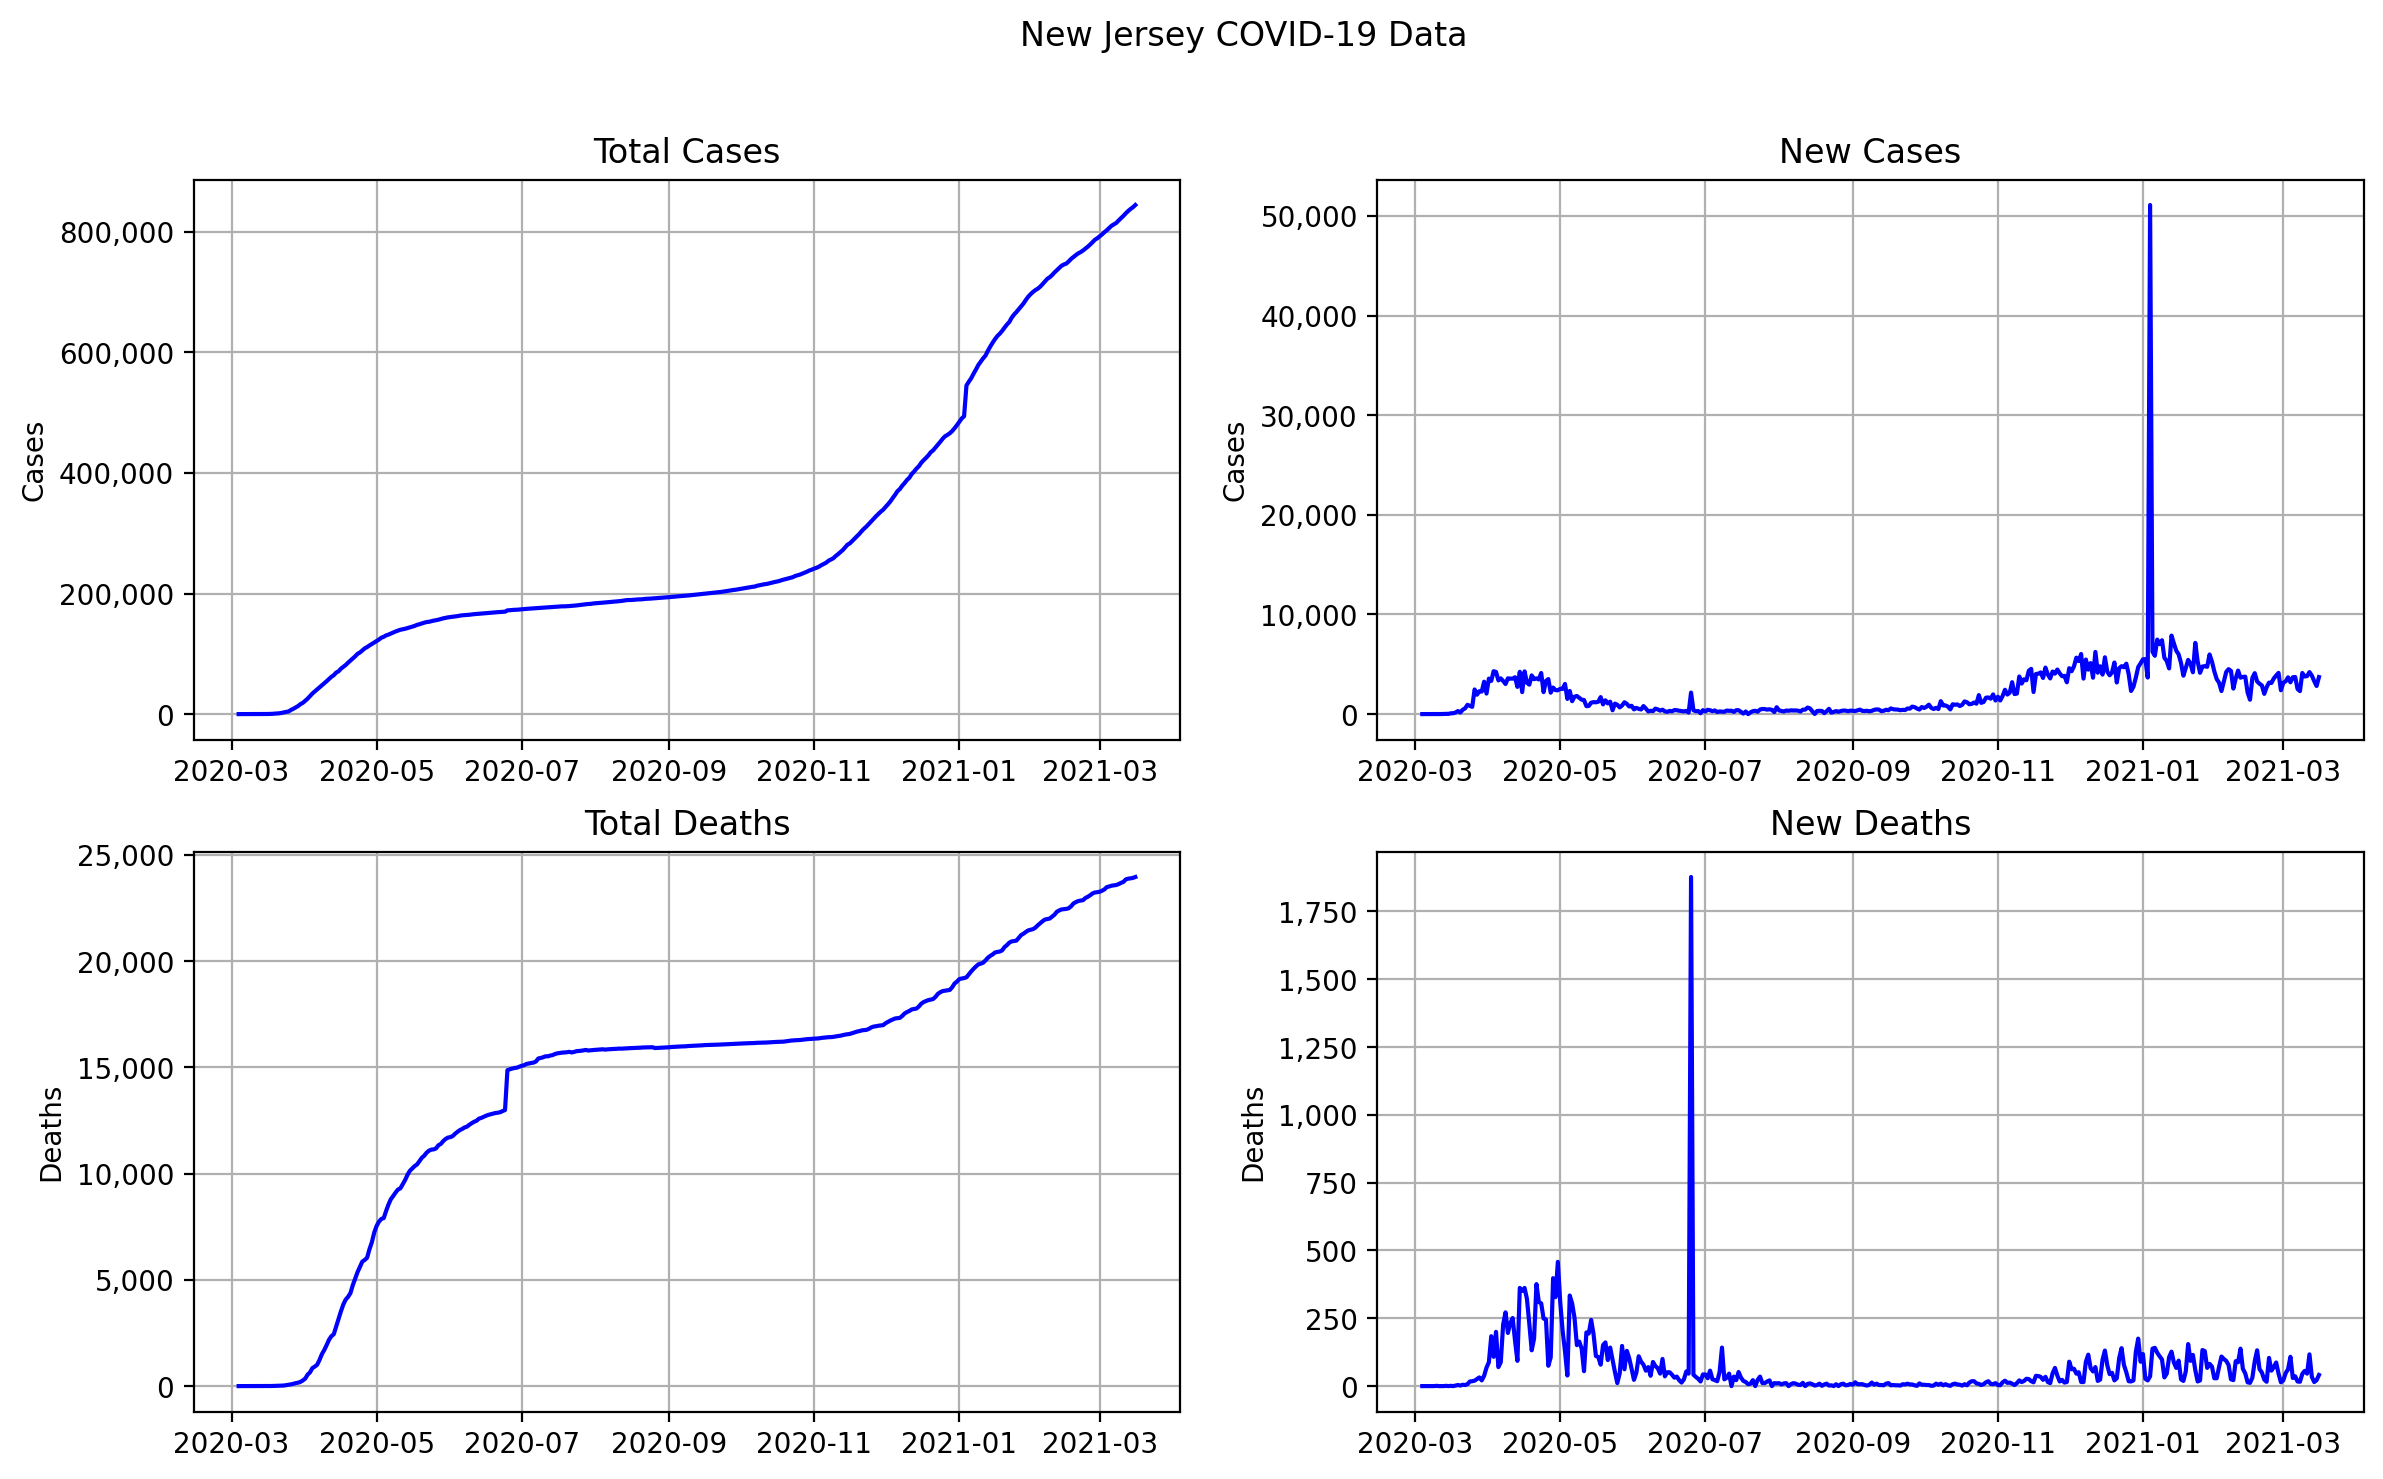 New Jersey COVID-19 Data
Total Cases
Cases
800,000
600,000
400,000
200,000
0
2020-03 2020-05 2020-07 2020-09 2020-11 2021-01 2021-03
New Cases
Cases
50,000
40,000
30,000
20,000
10,000
0
2020-03 2020-05 2020-07 2020-09 2020-11 2021-01 2021-03
Total Deaths
Deaths
25,000
20,000
15,000
10,000
5,000
0
2020-03 2020-05 2020-07 2020-09 2020-11 2021-01 2021-03
New Deaths
Deaths
1,750
1,500
1,250
1,000
750
500
250
0
2020-03 2020-05 2020-07 2020-09 2020-11 2021-01 2021-03